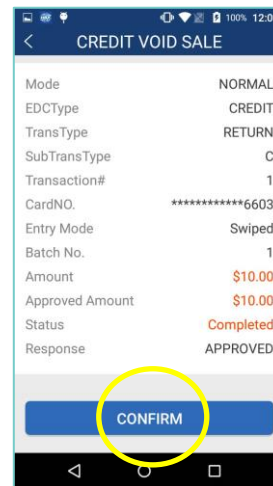 100% 12:0
< CREDIT VOID SALE
Mode NORMAL
EDCType CREDIT
TransType RETURN
SubTransType C
Transaction# 1
CardNO. ************6603
Entry Mode Swiped
Batch No. 1
Amount $10.00
Approved Amount $10.00
Status Completed
Response APPROVED
CONFIRM